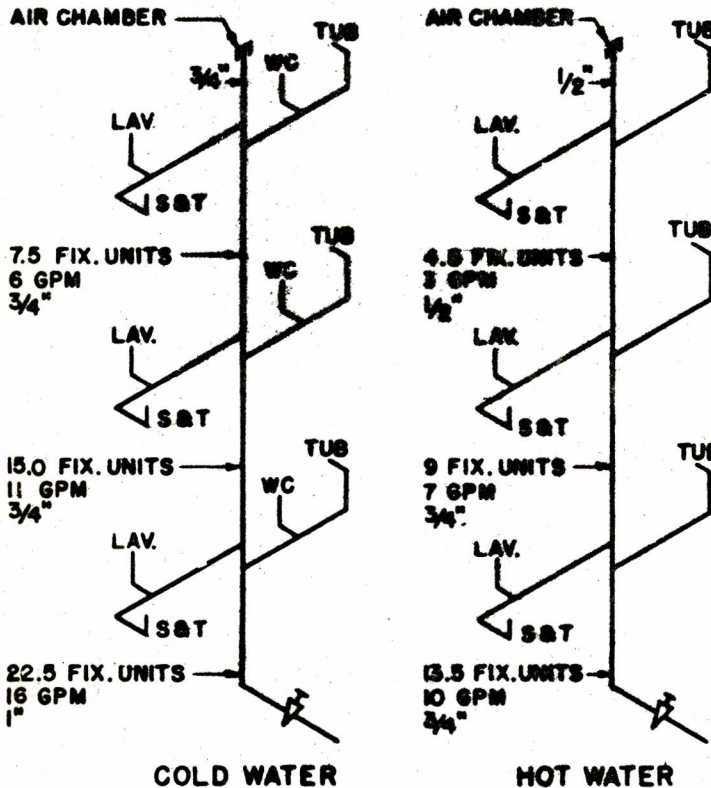 AIR CHAMBER
TUB
WC
3/4"
LAV.
S&T
7.5 FIX. UNITS
6 GPM
3/4"
TUB
WC
LAV.
S&T
15.0 FIX. UNITS
11 GPM
3/4"
TUB
WC
LAV.
S&T
22.5 FIX. UNITS
16 GPM
1"
COLD WATER
AIR CHAMBER
TUB
1/2"
LAV.
S&T
4.5 FIX. UNITS
3 GPM
1/2"
TUB
LAV.
S&T
9 FIX. UNITS
7 GPM
3/4"
TUB
LAV.
S&T
13.5 FIX. UNITS
10 GPM
3/4"
HOT WATER